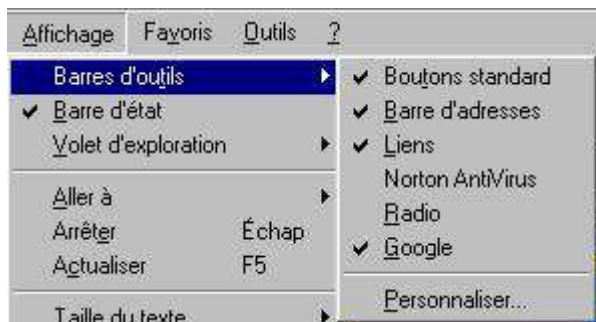 Affichage Favoris Outils ?
Barres d'outils
Barre d'état
Volet d'exploration
Aller à
Arrêter Échap
Actualiser F5
Taille du texte
Boutons standard
Barre d'adresses
Liens
Norton AntiVirus
Radio
Google
Personnaliser...